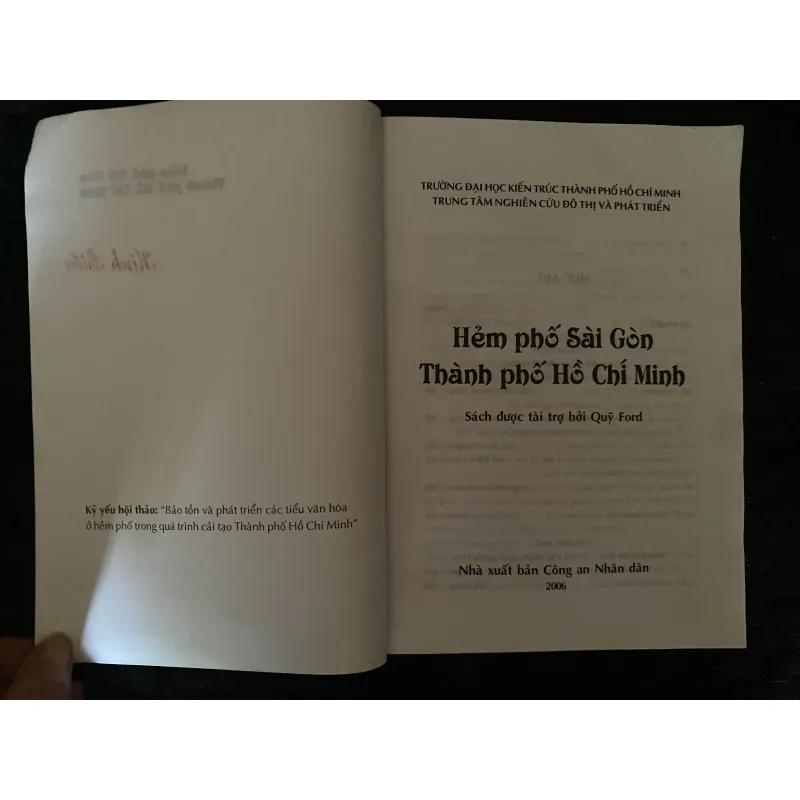 Kỷ yếu hội thảo: "Bảo tồn và phát triển các tiểu văn hóa
ở hẻm phố trong quá trình cải tạo Thành phố Hồ Chí Minh"
TRƯỜNG ĐẠI HỌC KIẾN TRÚC THÀNH PHỐ HỒ CHÍ MINH
TRUNG TÂM NGHIÊN CỨU ĐÔ THỊ VÀ PHÁT TRIỂN
Hẻm phố Sài Gòn
Thành phố Hồ Chí Minh
Sách được tài trợ bởi Quỹ Ford
Nhà xuất bản Công an Nhân dân
2006